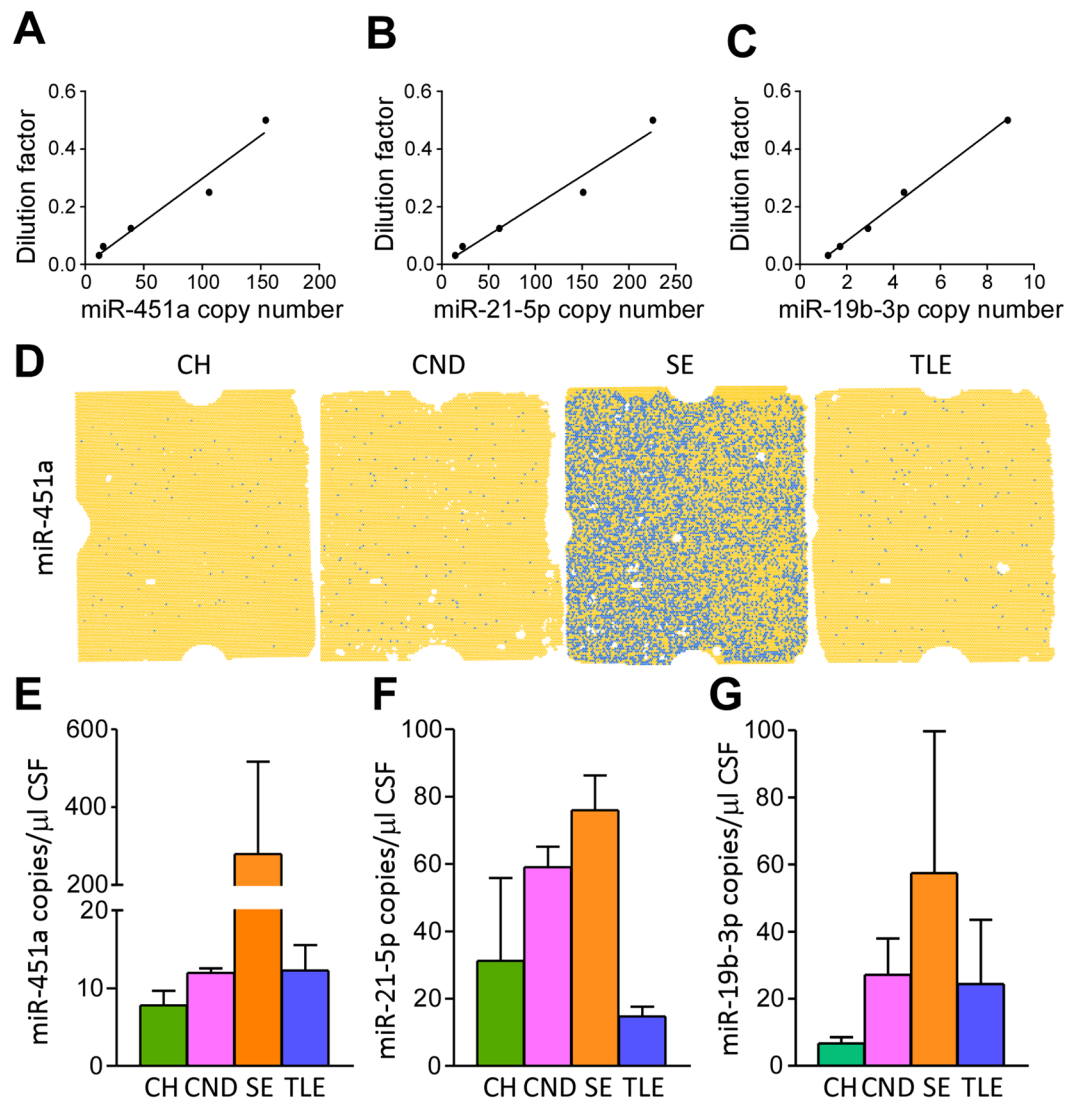 A
B
C
Dilution factor
0.6
0.4
0.2
0.0
0 50 100 150 200
miR-451a copy number
Dilution factor
0.6
0.4
0.2
0.0
0 50 100 150 200 250
miR-21-5p copy number
Dilution factor
0.6
0.4
0.2
0.0
0 2 4 6 8 10
miR-19b-3p copy number
D
CH CND SE TLE
miR-451a
E
F
G
miR-451a copies/μl CSF
600
400
200
20
10
0
CH CND SE TLE
miR-21-5p copies/μl CSF
100
80
60
40
20
0
CH CND SE TLE
miR-19b-3p copies/μl CSF
100
80
60
40
20
0
CH CND SE TLE